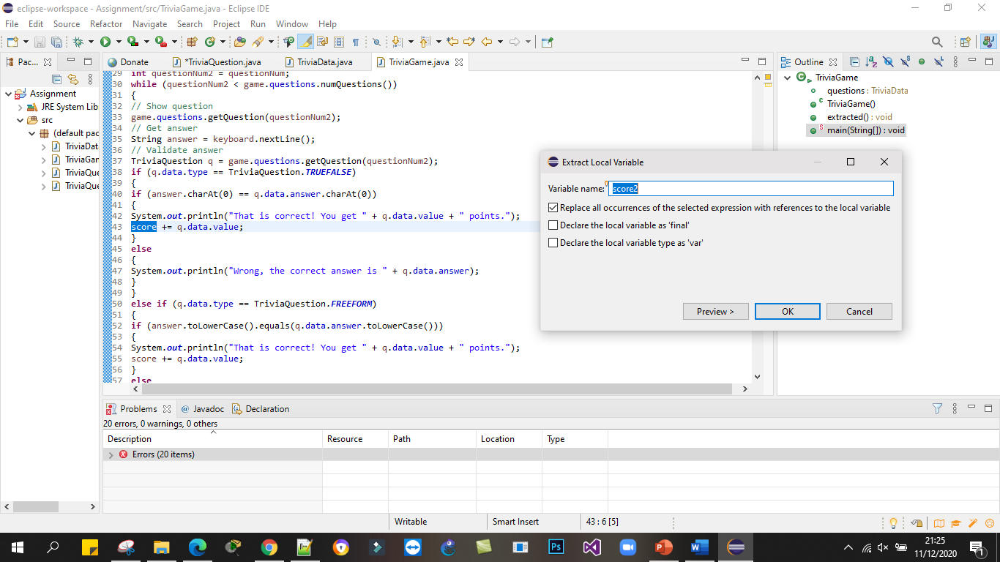 eclipse-workspace - Assignment/src/TriviaGame.java - Eclipse IDE
File Edit Source Refactor Navigate Search Project Run Window Help
Pac...
Donate *TriviaQuestion.java TriviaData.java TriviaGame.java
Outline
Assignment
JRE System Lib
src
(default pac
TriviaDat
TriviaGan
TriviaQue
TriviaQue
29 int questionNum2 = questionNum;
30 while (questionNum2 < game.questions.numQuestions())
31 {
32 // Show question
33 game.questions.getQuestion(questionNum2);
34 // Get answer
35 String answer = keyboard.nextLine();
36 // Validate answer
37 TriviaQuestion q = game.questions.getQuestion(questionNum2);
38 if (q.data.type == TriviaQuestion.TRUEFALSE)
39 {
40 if (answer.charAt(0) == q.data.answer.charAt(0))
41 {
42 System.out.println("That is correct! You get " + q.data.value + " points.");
43 score += q.data.value;
44 }
45 else
46 {
47 System.out.println("Wrong, the correct answer is " + q.data.answer);
48 }
49 }
50 else if (q.data.type == TriviaQuestion.FREEFORM)
51 {
52 if (answer.toLowerCase().equals(q.data.answer.toLowerCase()))
53 {
54 System.out.println("That is correct! You get " + q.data.value + " points.");
55 score += q.data.value;
56 }
57 else
TriviaGame
questions : TriviaData
TriviaGame()
extracted() : void
main(String[]) : void
Extract Local Variable
Variable name: score2
Replace all occurrences of the selected expression with references to the local variable
Declare the local variable as 'final'
Declare the local variable type as 'var'
Preview > OK Cancel
Problems @ Javadoc Declaration
20 errors, 0 warnings, 0 others
Description Resource Path Location Type
Errors (20 items)
Writable Smart Insert 43 : 6 [5]
21:25
11/12/2020
1